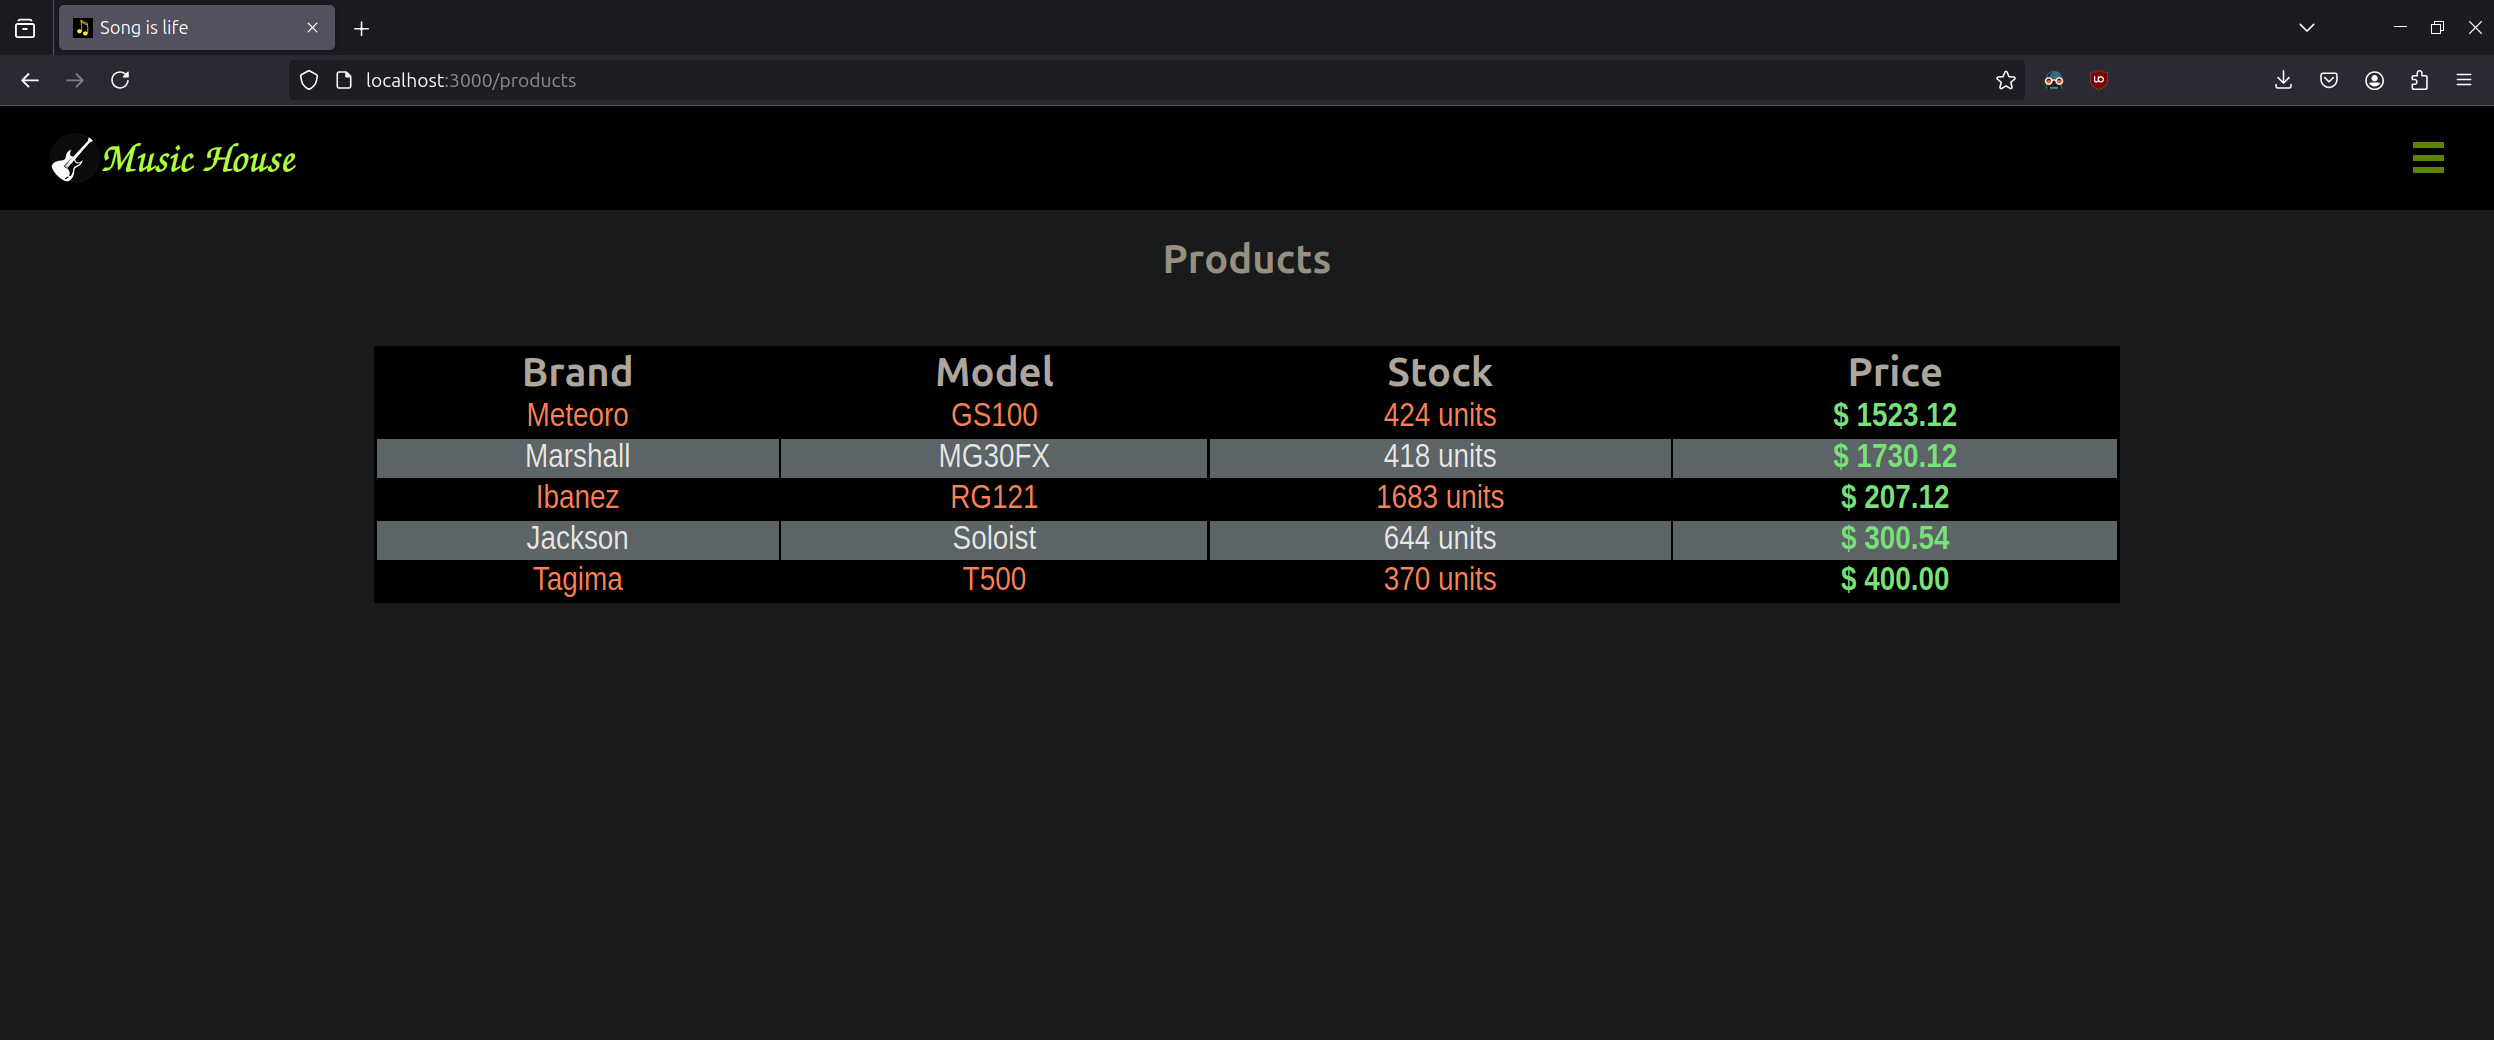 Song is life
localhost:3000/products
Music House
Products
Brand Model Stock Price
Meteoro GS100 424 units $ 1523.12
Marshall MG30FX 418 units $ 1730.12
Ibanez RG121 1683 units $ 207.12
Jackson Soloist 644 units $ 300.54
Tagima T500 370 units $ 400.00